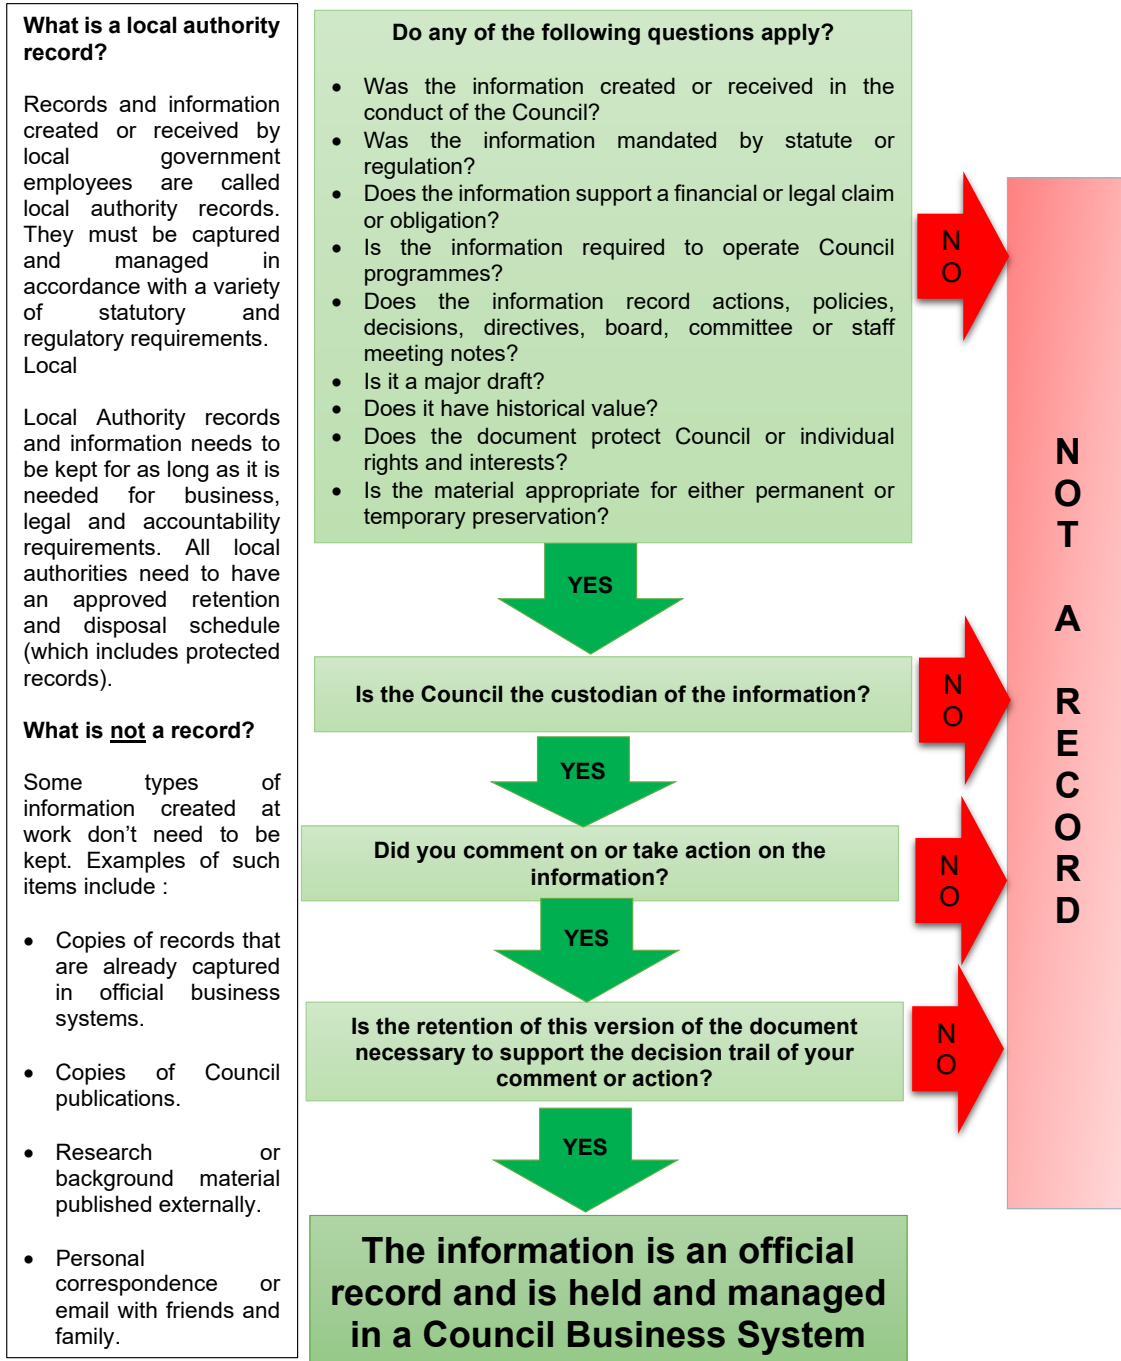 What is a local authority
record?
Records and information
created or received by
local government
employees are called
local authority records.
They must be captured
and managed in
accordance with a variety
of statutory and
regulatory requirements.
Local
Local Authority records
and information needs to
be kept for as long as it is
needed for business,
legal and accountability
requirements. All local
authorities need to have
an approved retention
and disposal schedule
(which includes protected
records).
What is not a record?
Some types of
information created at
work don’t need to be
kept. Examples of such
items include :
• Copies of records that
are already captured
in official business
systems.
• Copies of Council
publications.
• Research or
background material
published externally.
• Personal
correspondence or
email with friends and
family.
Do any of the following questions apply?
• Was the information created or received in the
conduct of the Council?
• Was the information mandated by statute or
regulation?
• Does the information support a financial or legal claim
or obligation?
• Is the information required to operate Council
programmes?
• Does the information record actions, policies,
decisions, directives, board, committee or staff
meeting notes?
• Is it a major draft?
• Does it have historical value?
• Does the document protect Council or individual
rights and interests?
• Is the material appropriate for either permanent or
temporary preservation?
NO
YES
Is the Council the custodian of the information?
NO
YES
Did you comment on or take action on the
information?
NO
YES
Is the retention of this version of the document
necessary to support the decision trail of your
comment or action?
NO
YES
The information is an official
record and is held and managed
in a Council Business System
NOT A RECORD